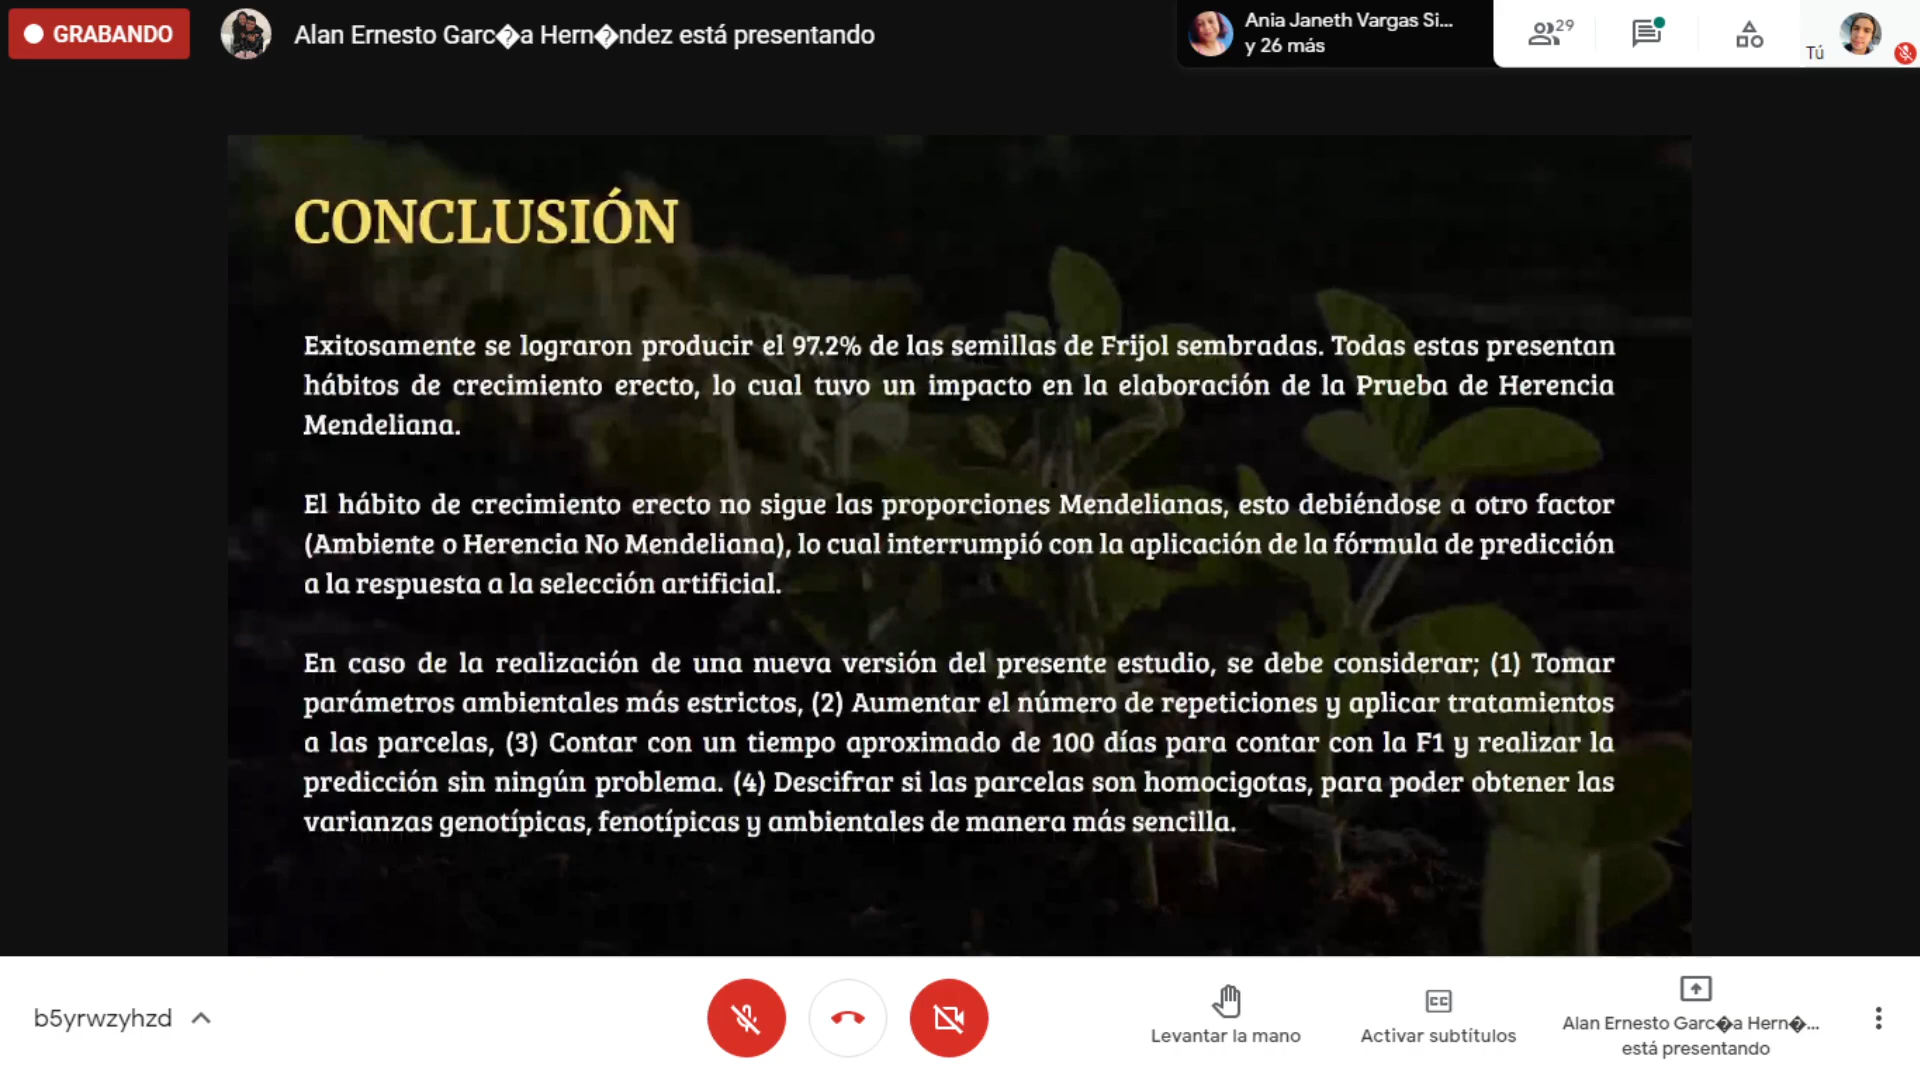 GRABANDO
Alan Ernesto Garc�a Hern�ndez está presentando
Ania Janeth Vargas Si...
y 26 más
29
Tú
CONCLUSIÓN
Exitosamente se lograron producir el 97.2% de las semillas de Frijol sembradas. Todas estas presentan
hábitos de crecimiento erecto, lo cual tuvo un impacto en la elaboración de la Prueba de Herencia
Mendeliana.
El hábito de crecimiento erecto no sigue las proporciones Mendelianas, esto debiéndose a otro factor
(Ambiente o Herencia No Mendeliana), lo cual interrumpió con la aplicación de la fórmula de predicción
a la respuesta a la selección artificial.
En caso de la realización de una nueva versión del presente estudio, se debe considerar; (1) Tomar
parámetros ambientales más estrictos, (2) Aumentar el número de repeticiones y aplicar tratamientos
a las parcelas, (3) Contar con un tiempo aproximado de 100 días para contar con la F1 y realizar la
predicción sin ningún problema. (4) Descifrar si las parcelas son homocigotas, para poder obtener las
varianzas genotípicas, fenotípicas y ambientales de manera más sencilla.
b5yrwzyhzd
Levantar la mano
Activar subtítulos
Alan Ernesto Garc�a Hern�...
está presentando